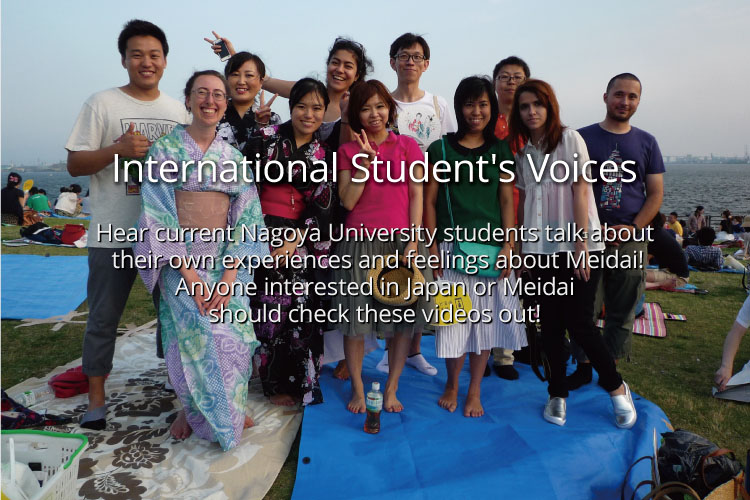 International Student's Voices
Hear current Nagoya University students talk about
their own experiences and feelings about Meidai!
Anyone interested in Japan or Meidai
should check these videos out!